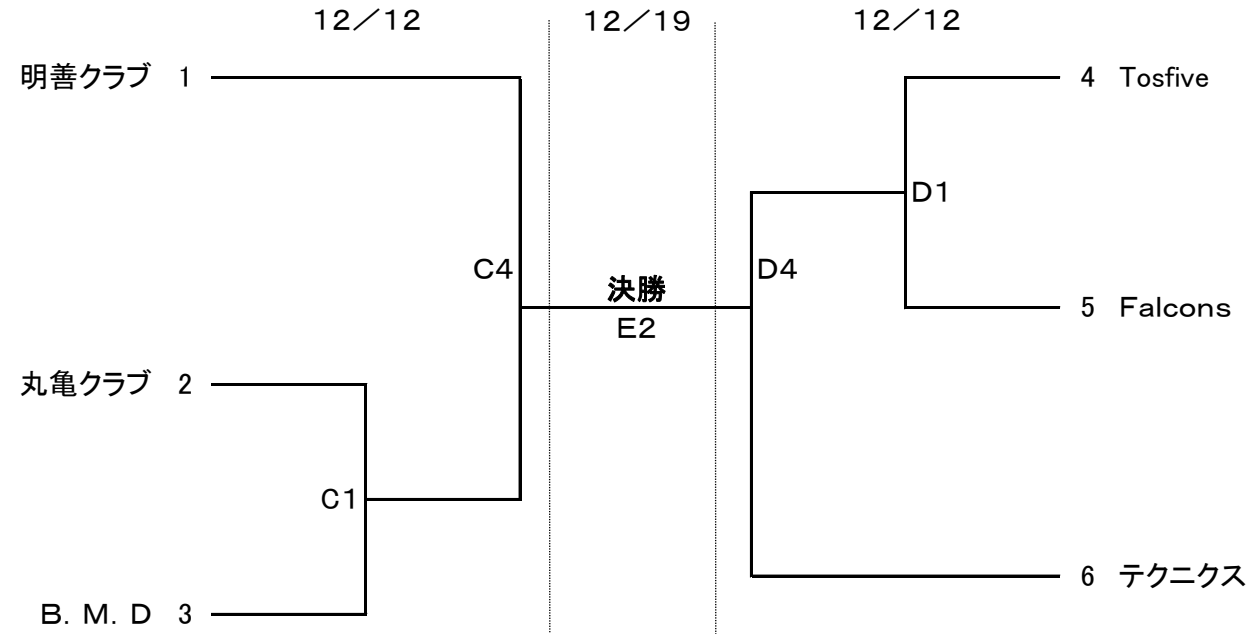 12／12 12／19 12／12
明善クラブ 1
4 Tosfive
D1
C4
決勝
D4
E2
5 Falcons
丸亀クラブ 2
C1
6 テクニクス
B．M．D 3